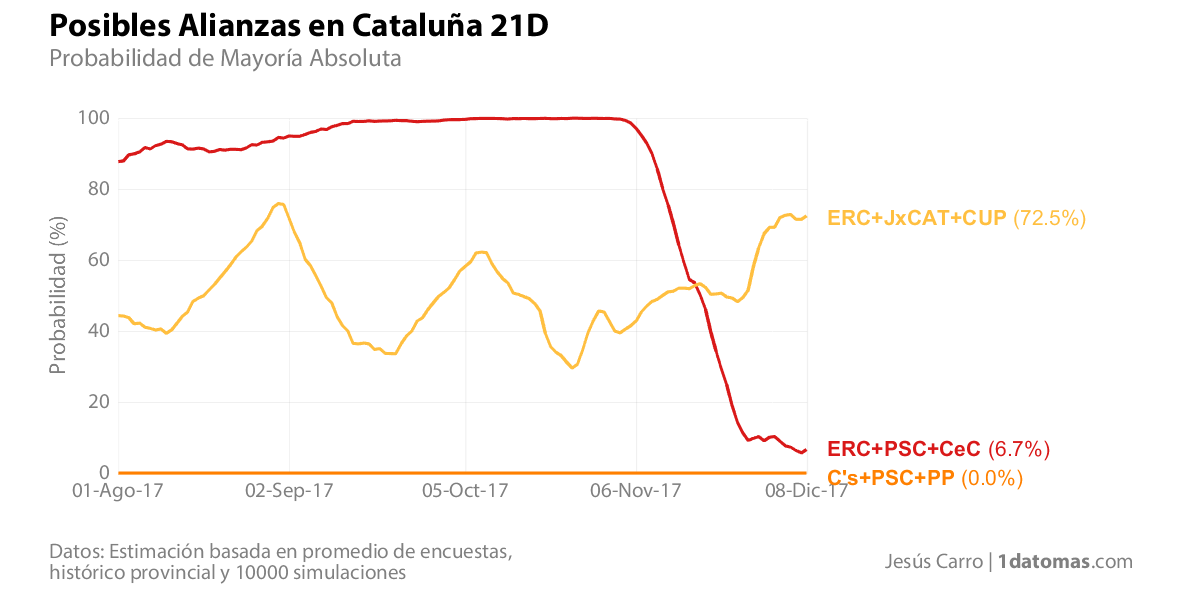 Posibles Alianzas en Cataluña 21D
Probabilidad de Mayoría Absoluta
Probabilidad (%)
100
80
60
40
20
0
01-Ago-17
02-Sep-17
05-Oct-17
06-Nov-17
08-Dic-17
ERC+JxCAT+CUP (72.5%)
ERC+PSC+CeC (6.7%)
C's+PSC+PP (0.0%)
Datos: Estimación basada en promedio de encuestas,
histórico provincial y 10000 simulaciones
Jesús Carro | 1datomas.com